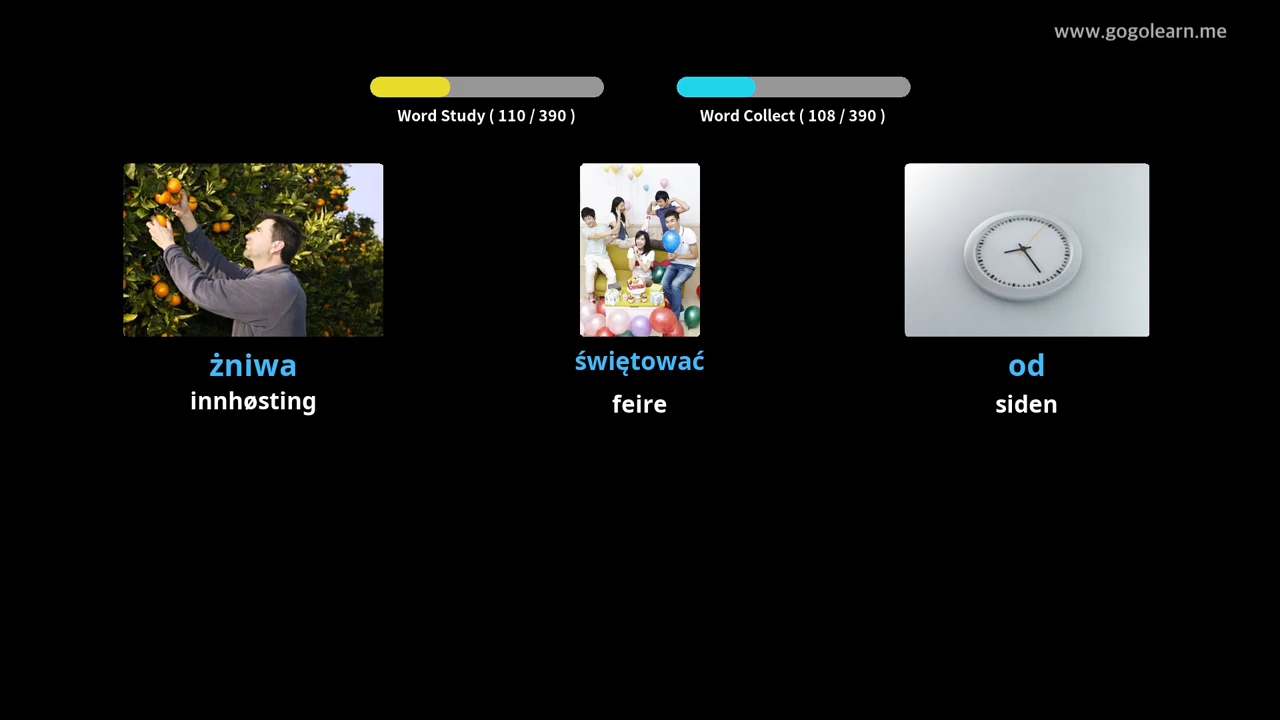 www.gogolearn.me
Word Study ( 110 / 390 )
Word Collect ( 108 / 390 )
żniwa
innhøsting
świętować
feire
od
siden